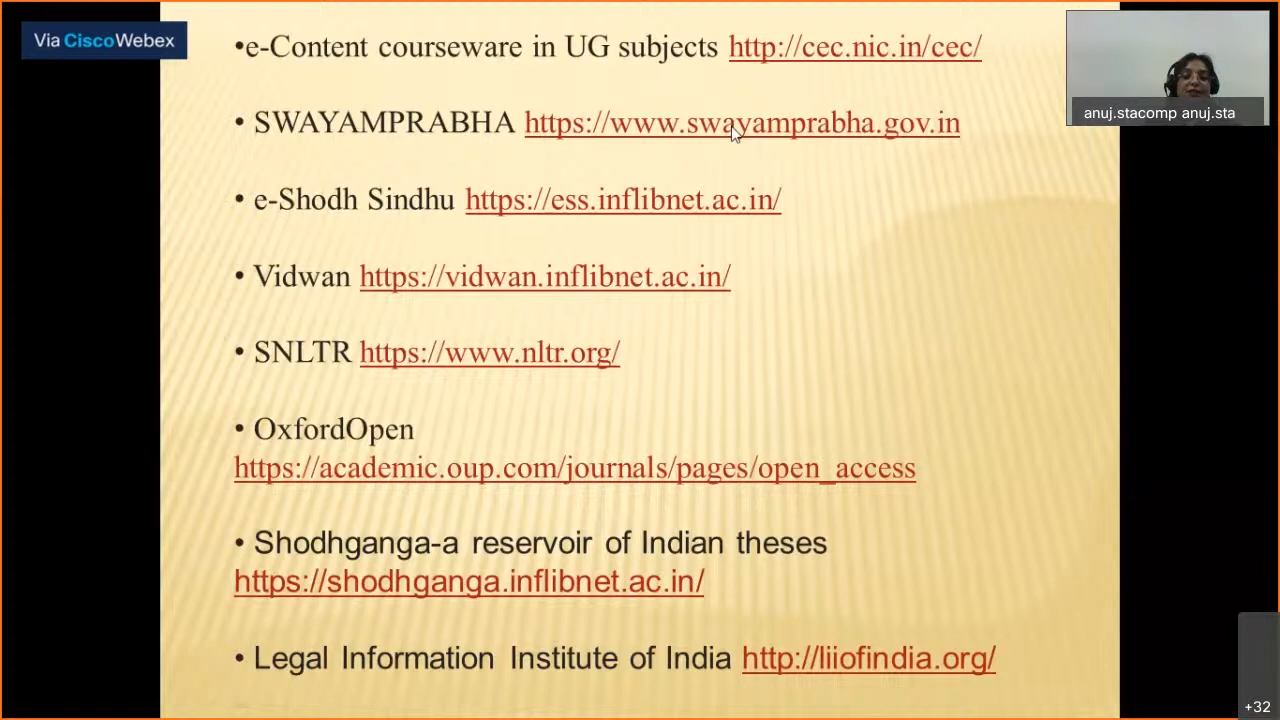 Via CiscoWebex
•e-Content courseware in UG subjects http://cec.nic.in/cec/
anuj.stacomp anuj.sta
• SWAYAMPRABHA https://www.swayamprabha.gov.in
• e-Shodh Sindhu https://ess.inflibnet.ac.in/
• Vidwan https://vidwan.inflibnet.ac.in/
• SNLTR https://www.nltr.org/
• OxfordOpen
https://academic.oup.com/journals/pages/open_access
• Shodhganga-a reservoir of Indian theses
https://shodhganga.inflibnet.ac.in/
• Legal Information Institute of India http://liiofindia.org/
+32